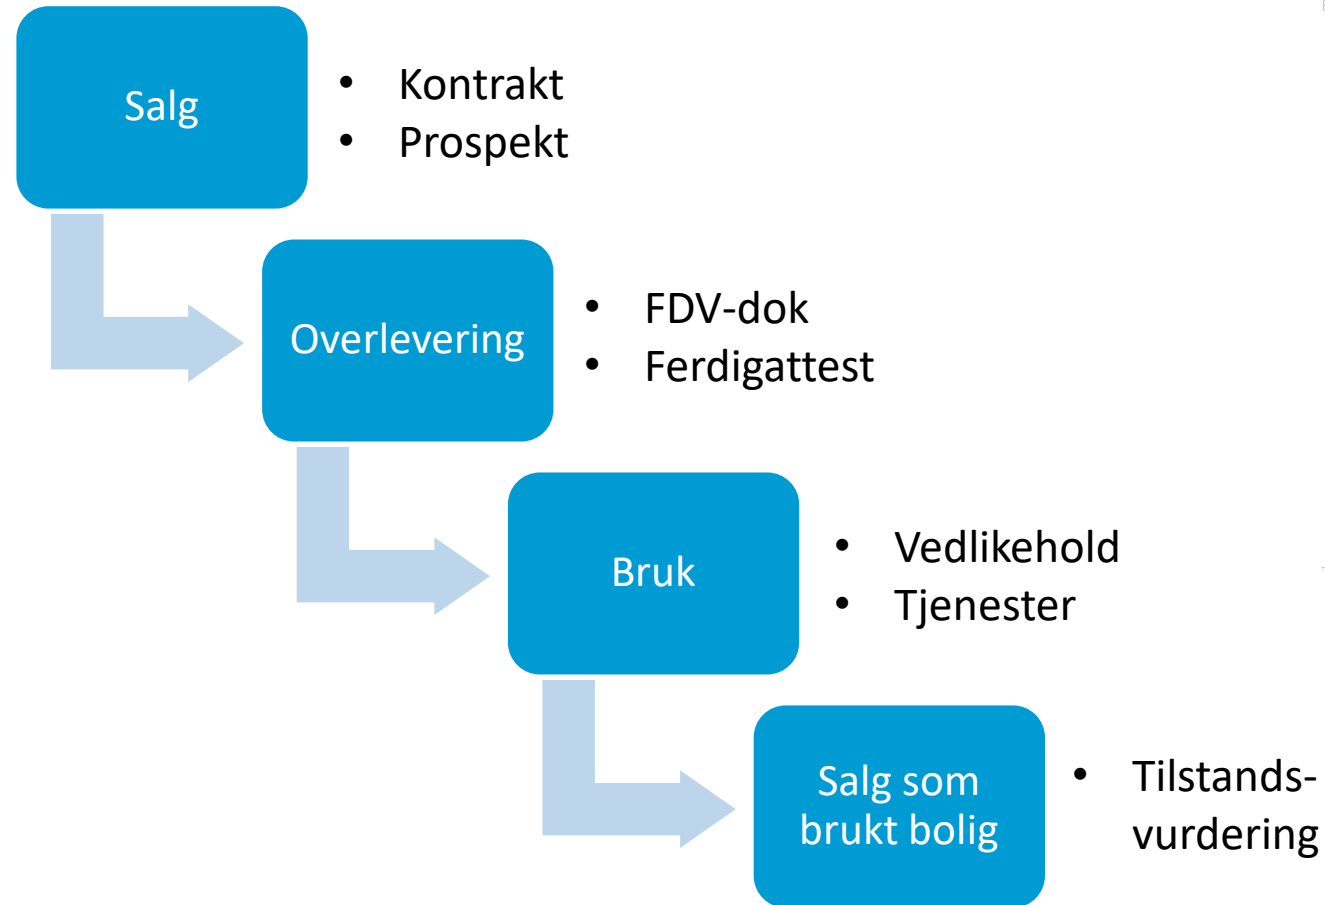 Salg
• Kontrakt
• Prospekt
Overlevering
• FDV-dok
• Ferdigattest
Bruk
• Vedlikehold
• Tjenester
Salg som
brukt bolig
• Tilstands-
vurdering